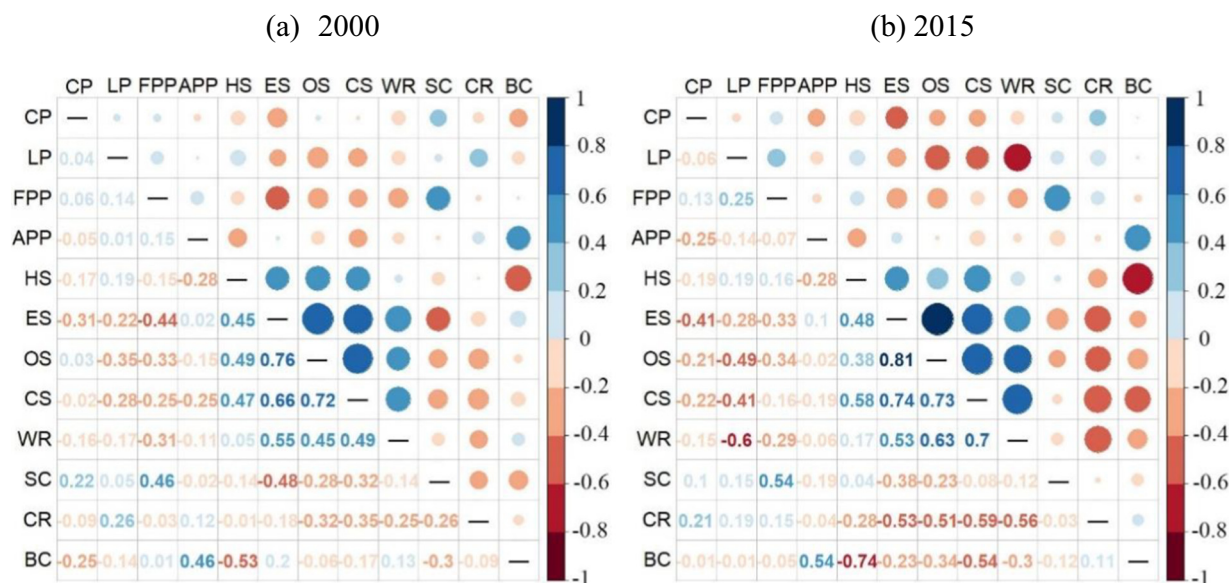 (a) 2000
CP LP FPP APP HS ES OS CS WR SC CR BC
CP —
LP 0.04 —
FPP 0.06 0.14 —
APP -0.05 0.01 0.15 —
HS -0.17 0.19 -0.15 -0.28 —
ES -0.31 -0.22 -0.44 0.02 0.45 —
OS 0.03 -0.35 -0.33 -0.15 0.49 0.76 —
CS -0.02 -0.28 -0.25 -0.25 0.47 0.66 0.72 —
WR -0.16 -0.17 -0.31 -0.11 0.05 0.55 0.45 0.49 —
SC 0.22 0.05 0.46 -0.02 -0.14 -0.48 -0.28 -0.32 -0.14 —
CR -0.09 0.26 -0.03 0.12 -0.01 -0.18 -0.32 -0.35 -0.25 -0.26 —
BC -0.25 -0.14 0.01 0.46 -0.53 0.2 -0.06 -0.17 0.13 -0.3 -0.09 —
1
0.8
0.6
0.4
0.2
0
-0.2
-0.4
-0.6
-0.8
-1
(b) 2015
CP LP FPP APP HS ES OS CS WR SC CR BC
CP —
LP -0.06 —
FPP 0.13 0.25 —
APP -0.25 -0.14 -0.07 —
HS -0.19 0.19 0.16 -0.28 —
ES -0.41 -0.28 -0.33 0.1 0.48 —
OS -0.21 -0.49 -0.34 -0.02 0.38 0.81 —
CS -0.22 -0.41 -0.16 -0.19 0.58 0.74 0.73 —
WR -0.15 -0.6 -0.29 -0.06 0.17 0.53 0.63 0.7 —
SC 0.1 0.15 0.54 -0.19 0.04 -0.38 -0.23 -0.08 -0.12 —
CR 0.21 0.19 0.15 -0.04 -0.28 -0.53 -0.51 -0.59 -0.56 -0.03 —
BC -0.01 -0.01 -0.05 0.54 -0.74 -0.23 -0.34 -0.54 -0.3 -0.12 0.11 —
1
0.8
0.6
0.4
0.2
0
-0.2
-0.4
-0.6
-0.8
-1